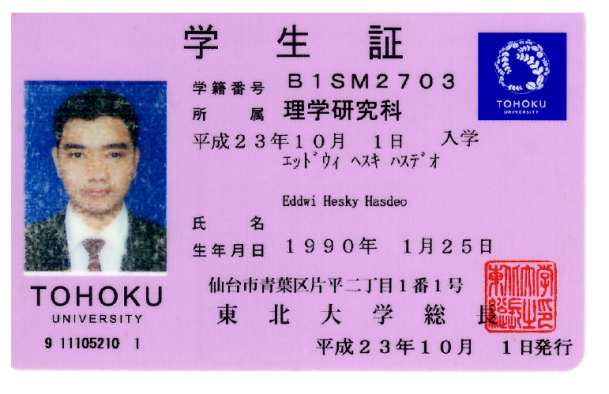 学生証
学籍番号 B1SM2703
所属 理学研究科
平成23年10月 1日 入学
エッドウィ ヘスキ ハスデオ
Eddwi Hesky Hasdeo
氏名
生年月日 1990年 1月25日
仙台市青葉区片平二丁目1番1号
東北大学総長
平成23年10月 1日発行
TOHOKU
UNIVERSITY
9 11105210 1
TOHOKU
UNIVERSITY